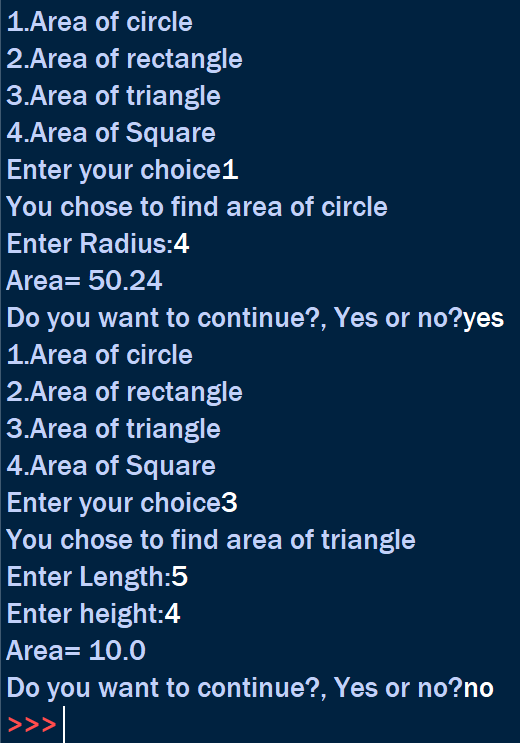 1.Area of circle
2.Area of rectangle
3.Area of triangle
4.Area of Square
Enter your choice1
You chose to find area of circle
Enter Radius:4
Area= 50.24
Do you want to continue?, Yes or no?yes
1.Area of circle
2.Area of rectangle
3.Area of triangle
4.Area of Square
Enter your choice3
You chose to find area of triangle
Enter Length:5
Enter height:4
Area= 10.0
Do you want to continue?, Yes or no?no
>>>